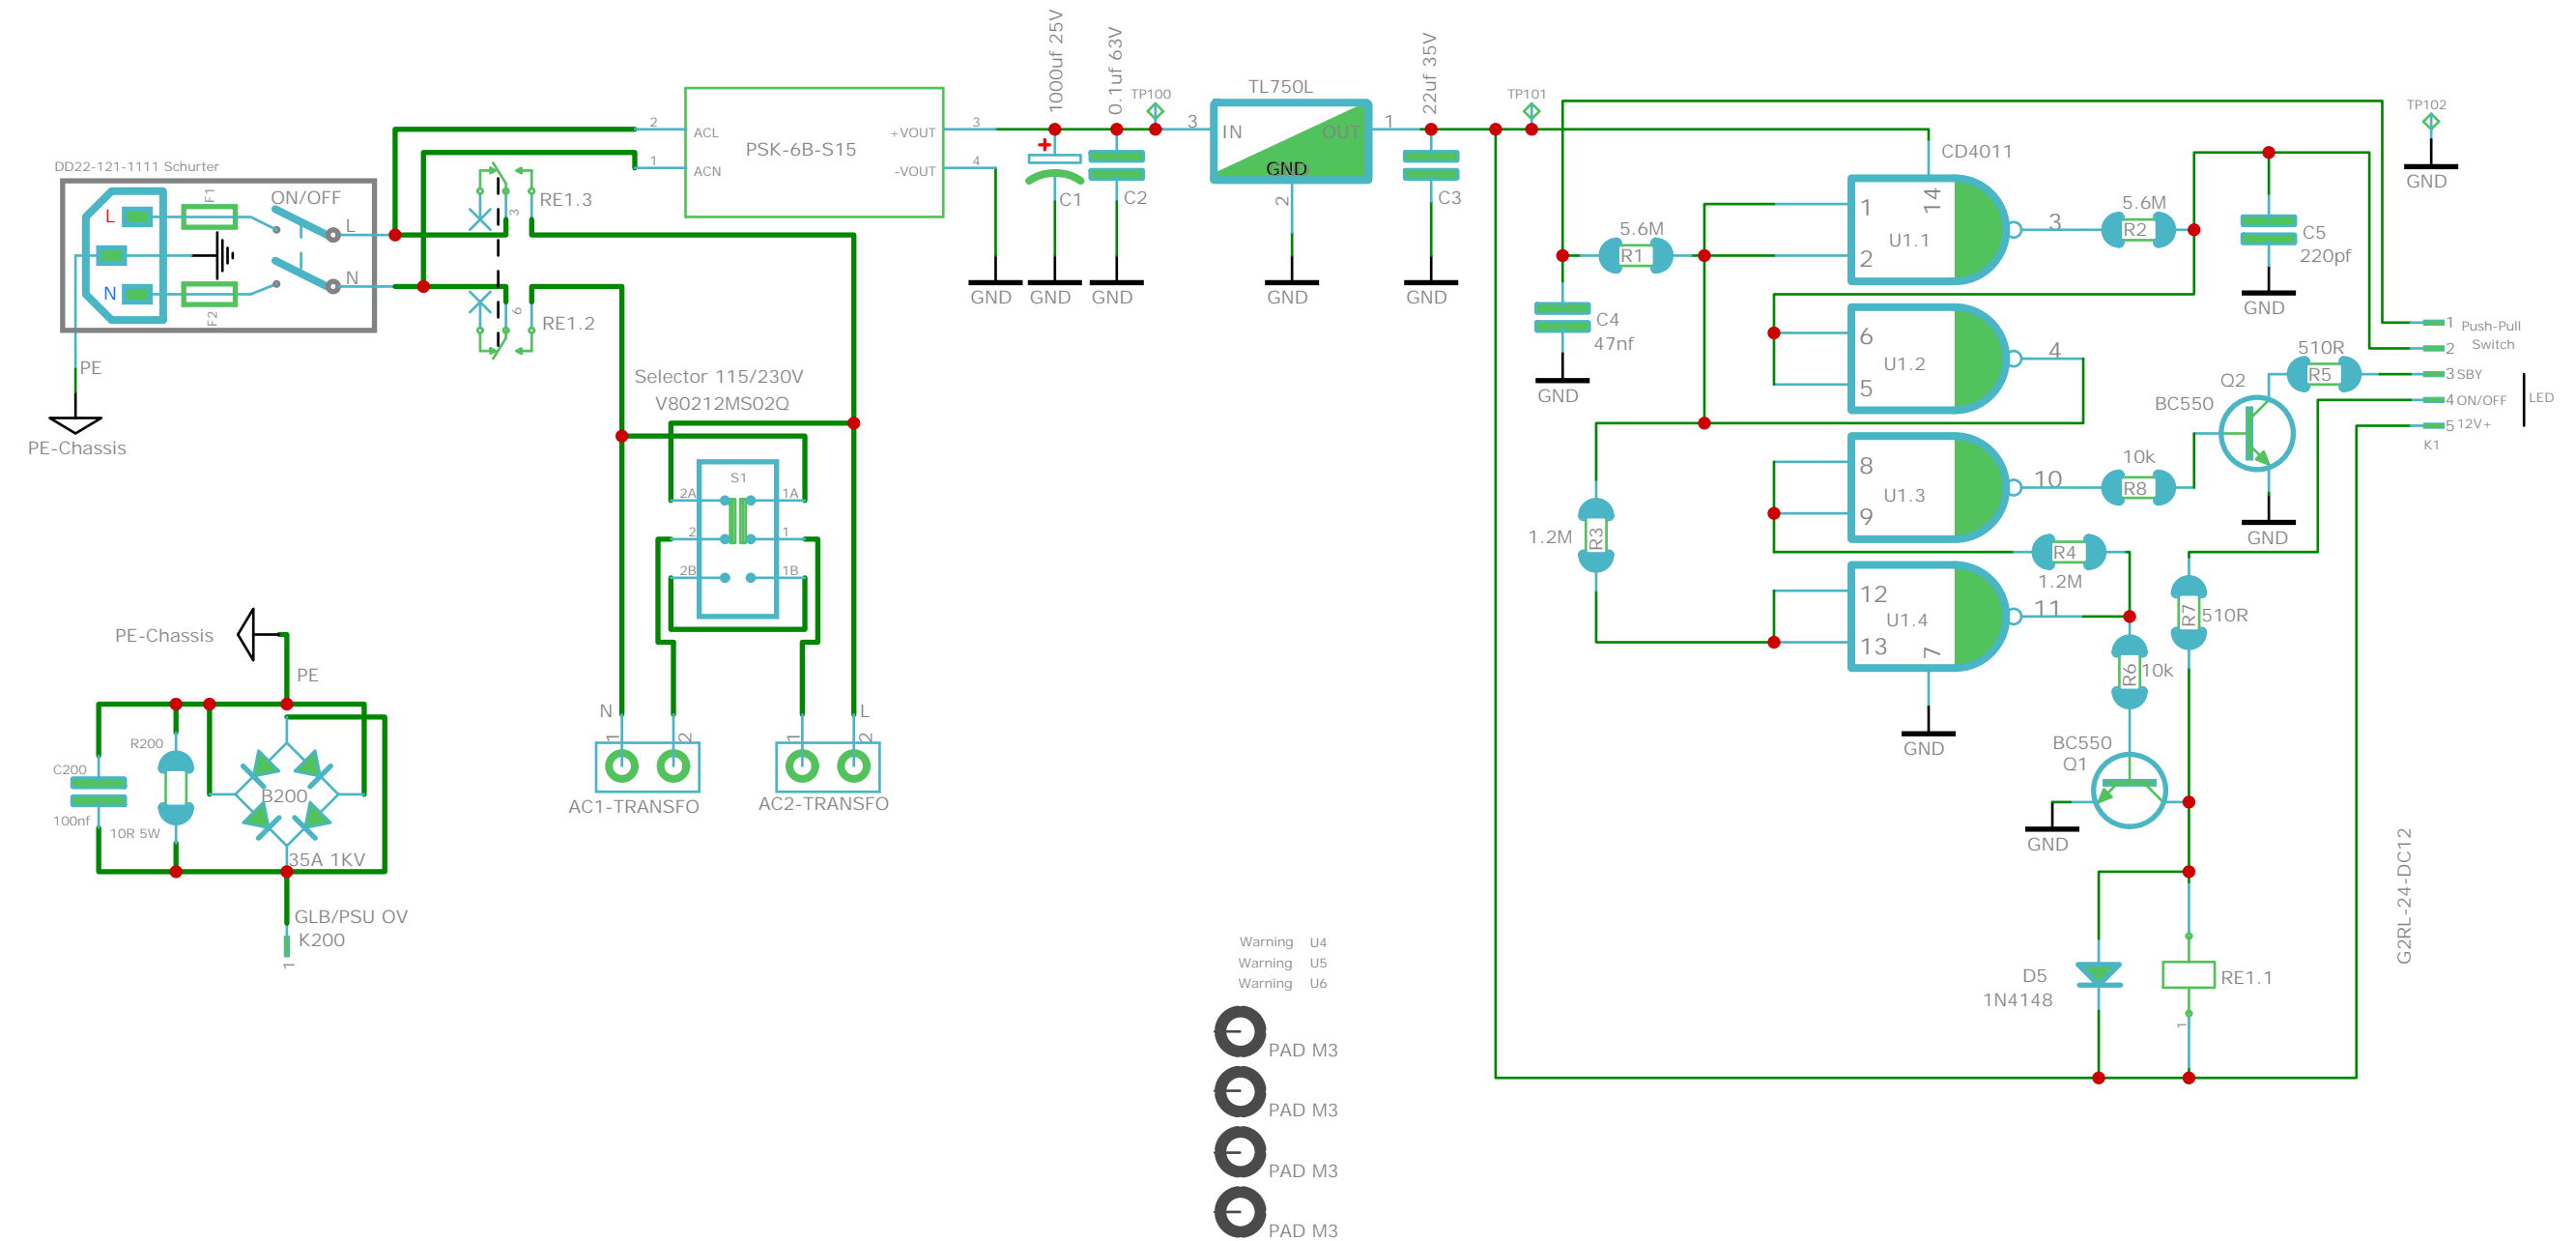 DD22-121-1111 Schurter
L
N
F1
F2
ON/OFF
L
N
PE
PE-Chassis
RE1.3
3
6
RE1.2
2
1
ACL
ACN
PSK-6B-S15
+VOUT
-VOUT
3
4
GND
1000uf 25V
C1
GND
0.1uf 63V
C2
GND
TP100
TL750L
3
IN
OUT
GND
1
2
GND
22uf 35V
C3
GND
TP101
5.6M
R1
C4
47nf
GND
CD4011
1
2
14
U1.1
3
5.6M
R2
C5
220pf
GND
TP102
GND
6
5
U1.2
4
8
9
U1.3
10
10k
R8
1.2M
R3
12
13
U1.4
7
11
GND
R4
1.2M
R6
10k
R7
510R
BC550
Q1
GND
Q2
BC550
GND
510R
R5
1
Push-Pull
Switch
2
3 SBY
4 ON/OFF
5 12V+
K1
LED
D5
1N4148
RE1.1
1
G2RL-24-DC12
Selector 115/230V
V80212MS02Q
S1
2A
1A
2
1
2B
1B
N
L
1
2
1
2
AC1-TRANSFO
AC2-TRANSFO
PE-Chassis
PE
R200
C200
B200
100nf
10R 5W
35A 1KV
GLB/PSU OV
K200
1
Warning U4
Warning U5
Warning U6
PAD M3
PAD M3
PAD M3
PAD M3